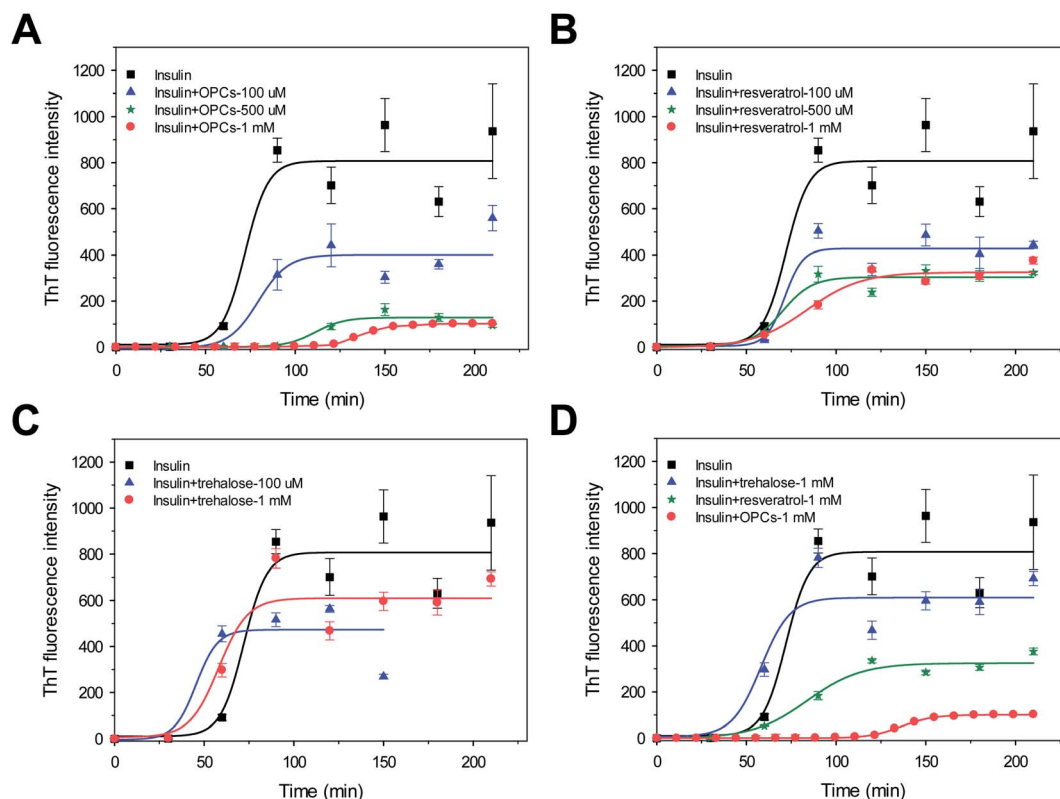 A
ThT fluorescence intensity
1200
1000
800
600
400
200
0
Insulin
Insulin+OPCs-100 uM
Insulin+OPCs-500 uM
Insulin+OPCs-1 mM
0 50 100 150 200
Time (min)
B
ThT fluorescence intensity
1200
1000
800
600
400
200
0
Insulin
Insulin+resveratrol-100 uM
Insulin+resveratrol-500 uM
Insulin+resveratrol-1 mM
0 50 100 150 200
Time (min)
C
ThT fluorescence intensity
1200
1000
800
600
400
200
0
Insulin
Insulin+trehalose-100 uM
Insulin+trehalose-1 mM
0 50 100 150 200
Time (min)
D
ThT fluorescence intensity
1200
1000
800
600
400
200
0
Insulin
Insulin+trehalose-1 mM
Insulin+resveratrol-1 mM
Insulin+OPCs-1 mM
0 50 100 150 200
Time (min)